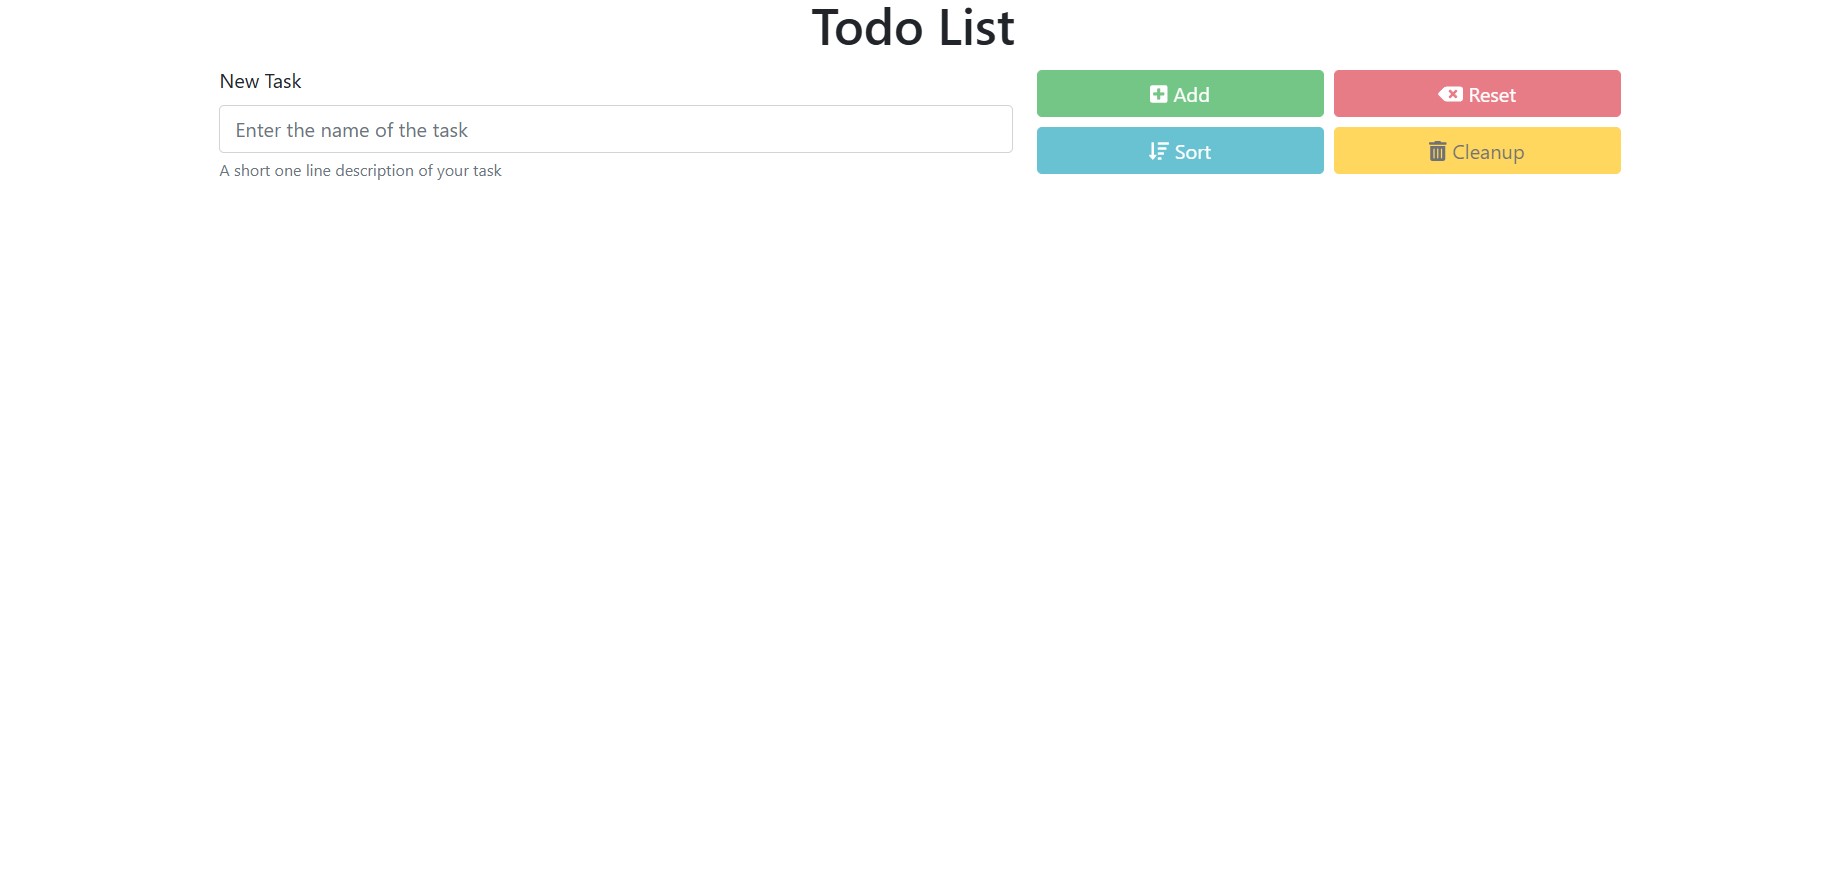 Todo List
New Task
Enter the name of the task
A short one line description of your task
Add
Reset
Sort
Cleanup